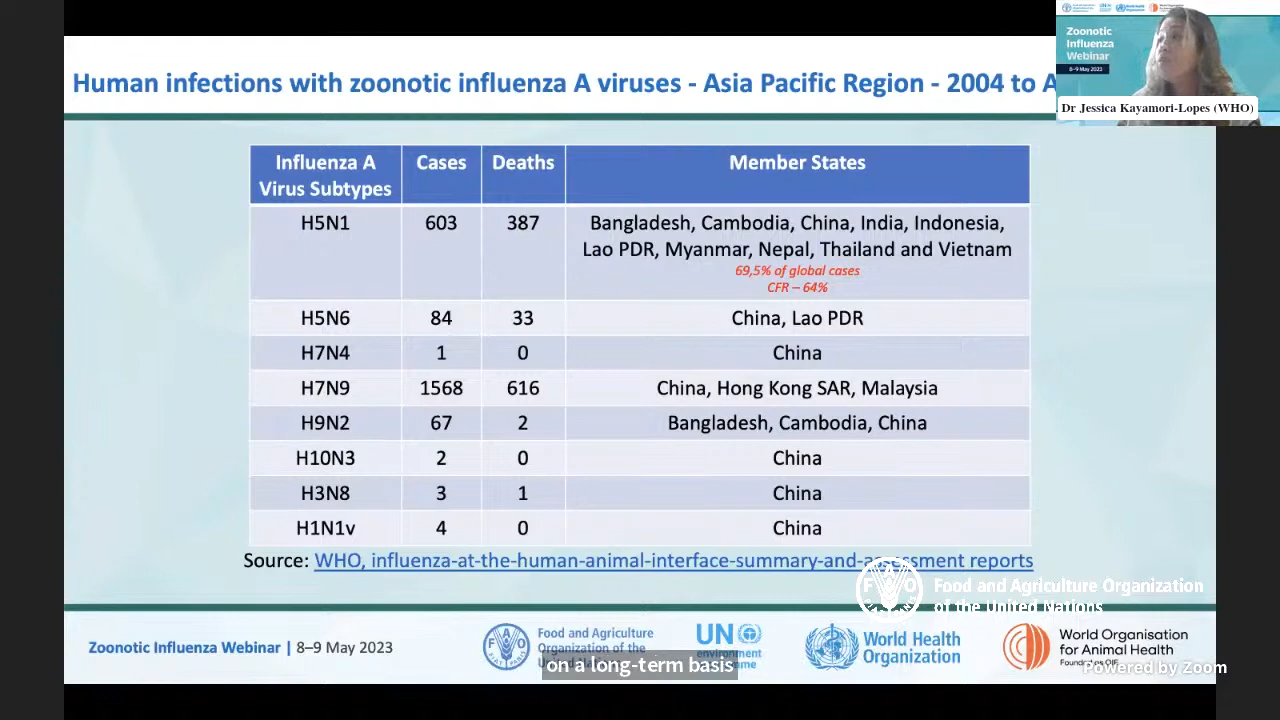 Human infections with zoonotic influenza A viruses - Asia Pacific Region - 2004 to A
Zoonotic
Influenza
Webinar
8–9 May 2023
Dr Jessica Kayamori-Lopes (WHO)
Influenza A Virus Subtypes Cases Deaths Member States
H5N1 603 387 Bangladesh, Cambodia, China, India, Indonesia,
Lao PDR, Myanmar, Nepal, Thailand and Vietnam
69,5% of global cases
CFR – 64%
H5N6 84 33 China, Lao PDR
H7N4 1 0 China
H7N9 1568 616 China, Hong Kong SAR, Malaysia
H9N2 67 2 Bangladesh, Cambodia, China
H10N3 2 0 China
H3N8 3 1 China
H1N1v 4 0 China
Source: WHO, influenza-at-the-human-animal-interface-summary-and-assessment reports
FAO
Food and Agriculture Organization
of the United Nations
Zoonotic Influenza Webinar | 8–9 May 2023
FAO
Food and Agriculture
Organization of the
UN
environment
World Health
Organization
World Organisation
for Animal Health
on a long-term basis
Powered by Zoom